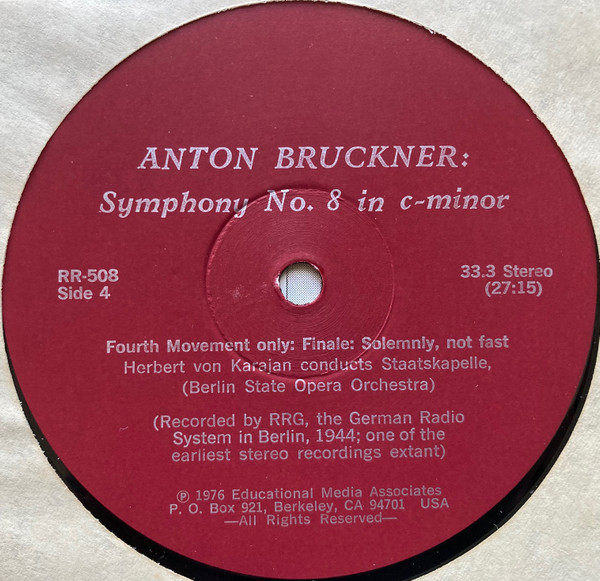 ANTON BRUCKNER:
Symphony No. 8 in c-minor
RR-508
Side 4
33.3 Stereo
(27:15)
Fourth Movement only: Finale: Solemnly, not fast
Herbert von Karajan conducts Staatskapelle,
(Berlin State Opera Orchestra)
(Recorded by RRG, the German Radio
System in Berlin, 1944; one of the
earliest stereo recordings extant)
℗ 1976 Educational Media Associates
P. O. Box 921, Berkeley, CA 94701 USA
—All Rights Reserved—